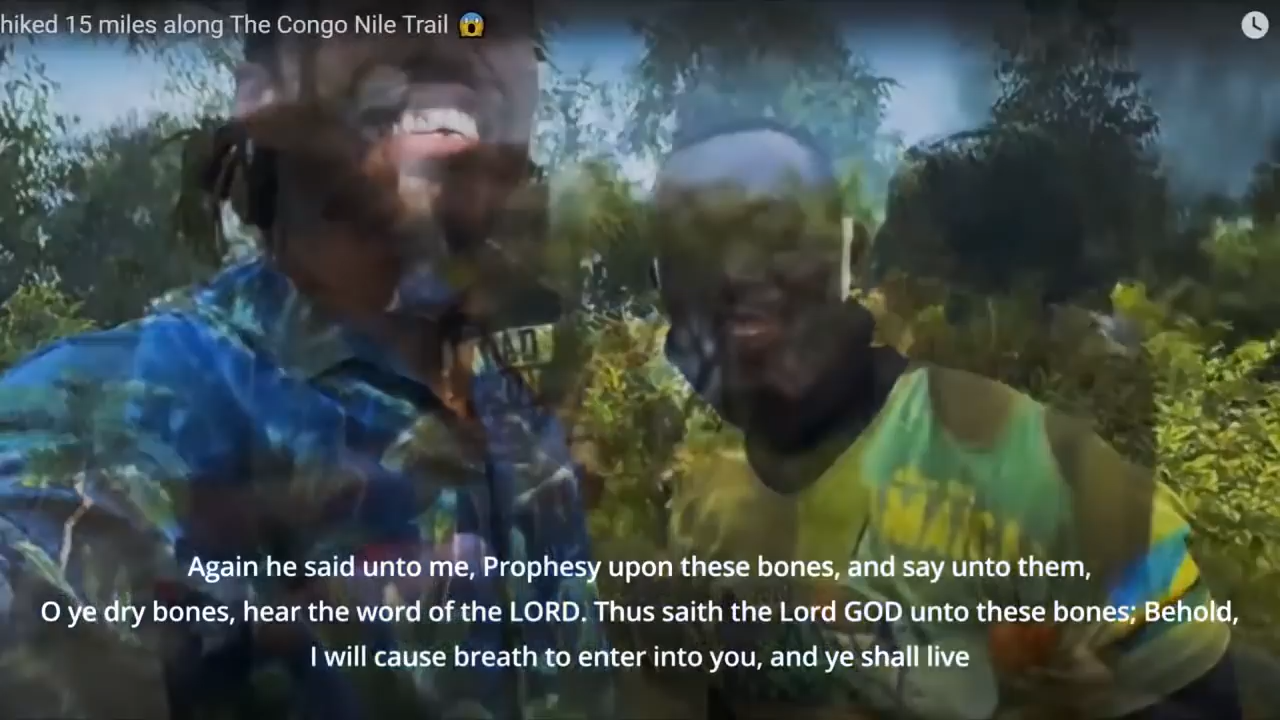 hiked 15 miles along The Congo Nile Trail 😱
Again he said unto me, Prophesy upon these bones, and say unto them,
O ye dry bones, hear the word of the LORD. Thus saith the Lord GOD unto these bones; Behold,
I will cause breath to enter into you, and ye shall live